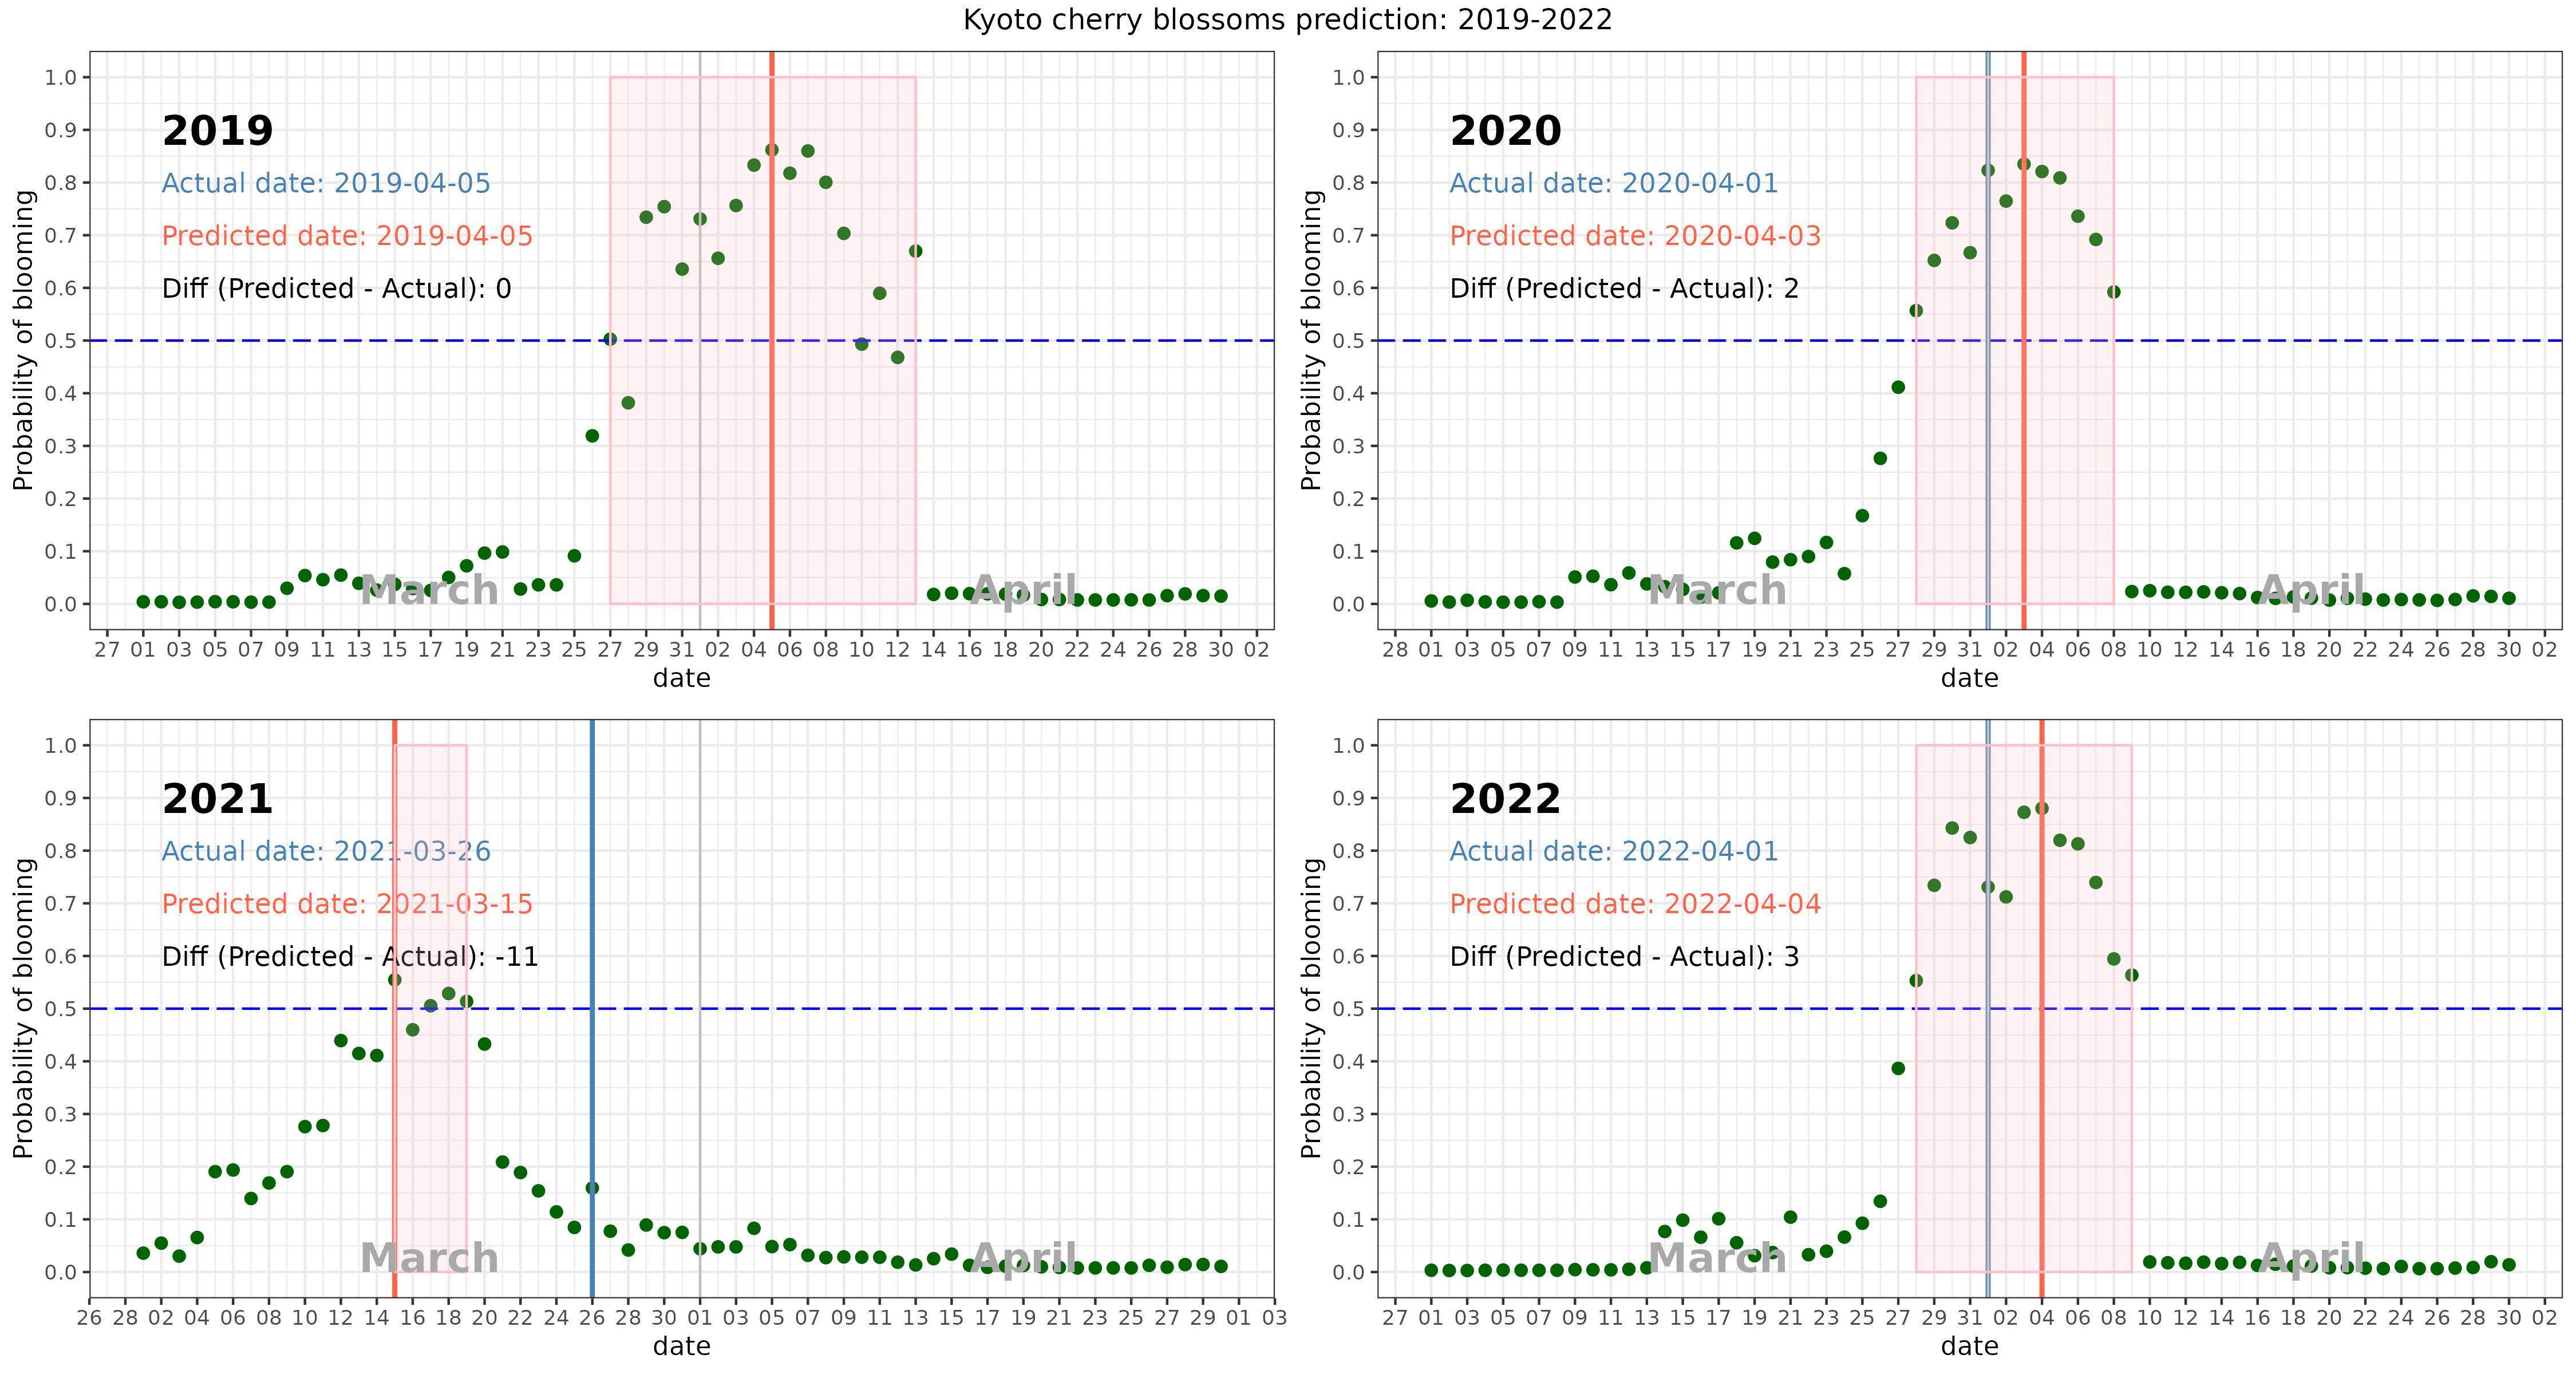 Kyoto cherry blossoms prediction: 2019-2022
Probability of blooming
1.0
0.9
0.8
0.7
0.6
0.5
0.4
0.3
0.2
0.1
0.0
2019
Actual date: 2019-04-05
Predicted date: 2019-04-05
Diff (Predicted - Actual): 0
March
April
27 01 03 05 07 09 11 13 15 17 19 21 23 25 27 29 31 02 04 06 08 10 12 14 16 18 20 22 24 26 28 30 02
date
Probability of blooming
1.0
0.9
0.8
0.7
0.6
0.5
0.4
0.3
0.2
0.1
0.0
2020
Actual date: 2020-04-01
Predicted date: 2020-04-03
Diff (Predicted - Actual): 2
March
April
28 01 03 05 07 09 11 13 15 17 19 21 23 25 27 29 31 02 04 06 08 10 12 14 16 18 20 22 24 26 28 30 02
date
Probability of blooming
1.0
0.9
0.8
0.7
0.6
0.5
0.4
0.3
0.2
0.1
0.0
2021
Actual date: 2021-03-26
Predicted date: 2021-03-15
Diff (Predicted - Actual): -11
March
April
26 28 02 04 06 08 10 12 14 16 18 20 22 24 26 28 30 01 03 05 07 09 11 13 15 17 19 21 23 25 27 29 01 03
date
Probability of blooming
1.0
0.9
0.8
0.7
0.6
0.5
0.4
0.3
0.2
0.1
0.0
2022
Actual date: 2022-04-01
Predicted date: 2022-04-04
Diff (Predicted - Actual): 3
March
April
27 01 03 05 07 09 11 13 15 17 19 21 23 25 27 29 31 02 04 06 08 10 12 14 16 18 20 22 24 26 28 30 02
date